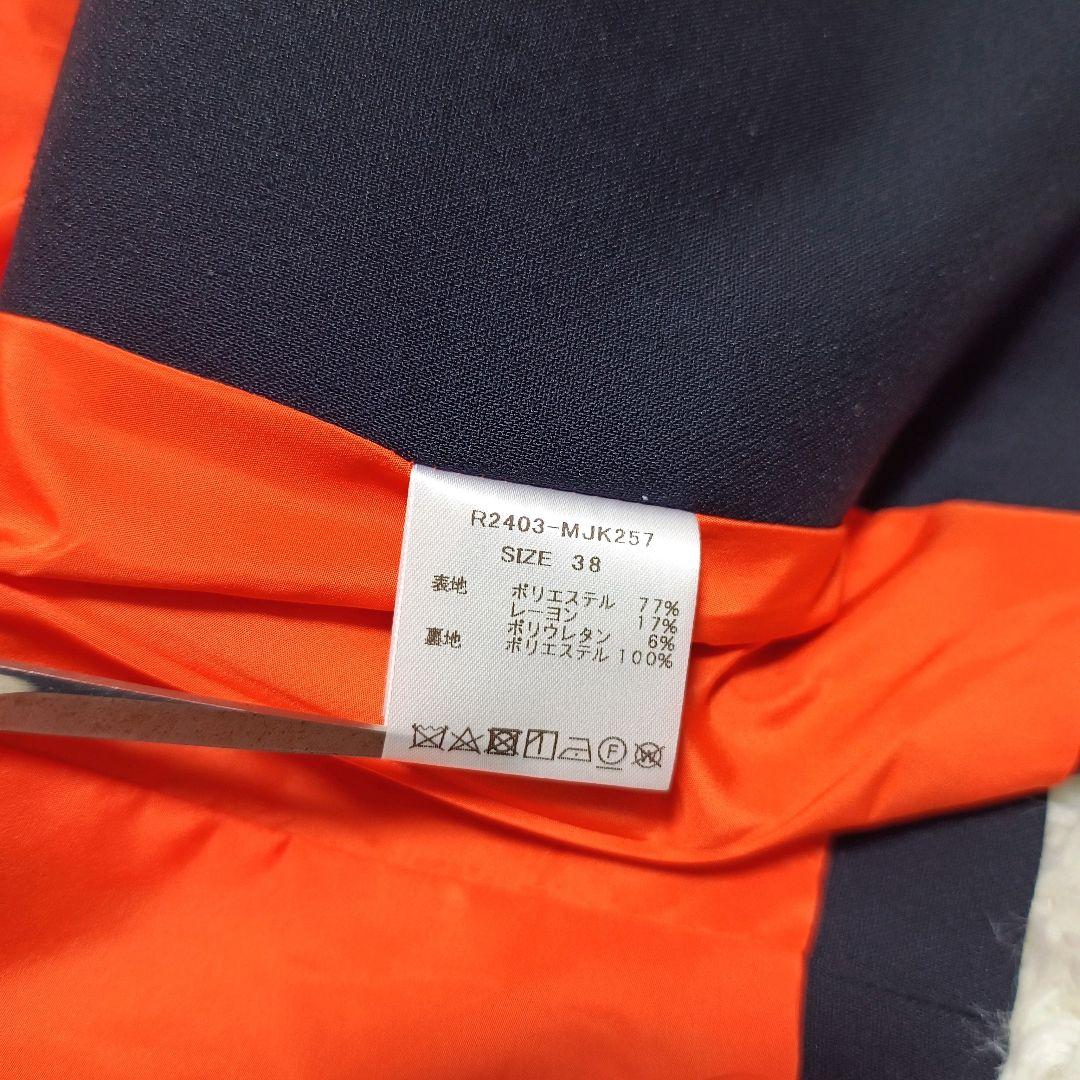 R2403-MJK257
SIZE 38
表地 ポリエステル 77%
レーヨン 17%
ポリウレタン 6%
裏地 ポリエステル 100%
F
W